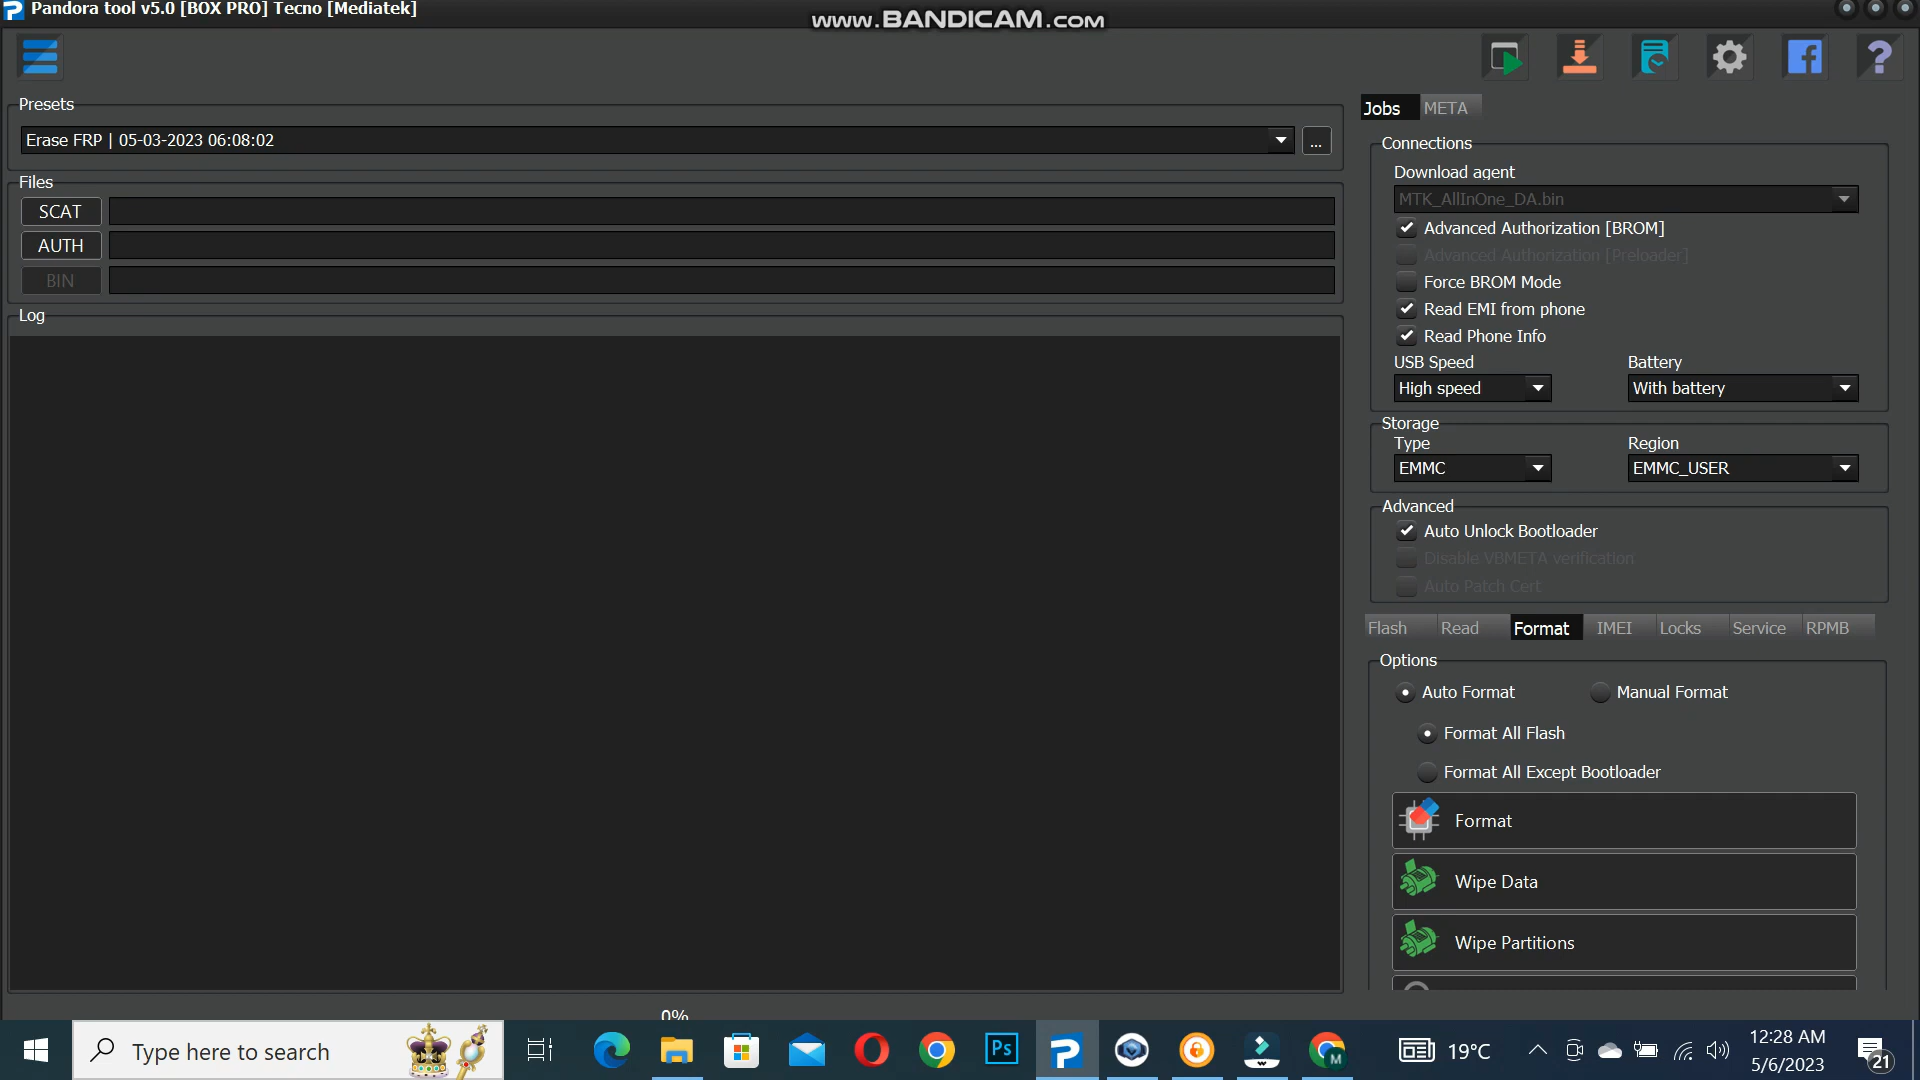 Pandora tool v5.0 [BOX PRO] Tecno [Mediatek]
www.BANDICAM.com
Presets
Erase FRP | 05-03-2023 06:08:02
...
Files
SCAT
AUTH
BIN
Log
0%
Jobs META
Connections
Download agent
MTK_AllInOne_DA.bin
Advanced Authorization [BROM]
Advanced Authorization [Preloader]
Force BROM Mode
Read EMI from phone
Read Phone Info
USB Speed Battery
High speed With battery
Storage
Type Region
EMMC EMMC_USER
Advanced
Auto Unlock Bootloader
Disable VBMETA verification
Auto Patch Cert
Flash Read Format IMEI Locks Service RPMB
Options
Auto Format Manual Format
Format All Flash
Format All Except Bootloader
Format
Wipe Data
Wipe Partitions
Type here to search
Ps
M
19°C
12:28 AM
5/6/2023
21